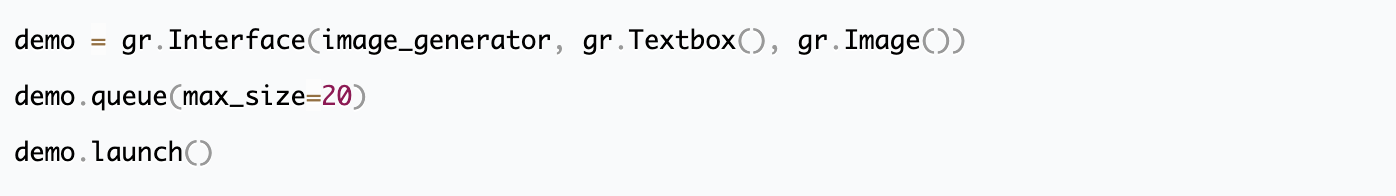 demo = gr.Interface(image_generator, gr.Textbox(), gr.Image())
demo.queue(max_size=20)
demo.launch()